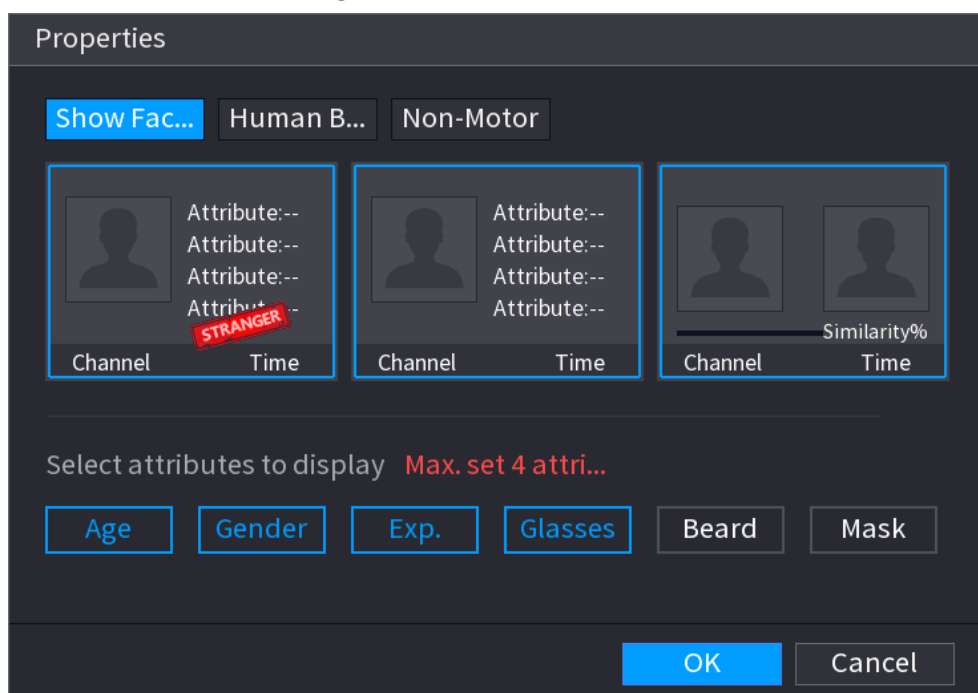 Properties
Show Fac... Human B... Non-Motor
Attribute:-- Attribute:--
Attribute:-- Attribute:--
Attribute:-- Attribute:--
Attribut -- Attribute:--
STRANGER
Similarity%
Channel Time Channel Time Channel Time
Select attributes to display Max. set 4 attri...
Age Gender Exp. Glasses Beard Mask
OK Cancel